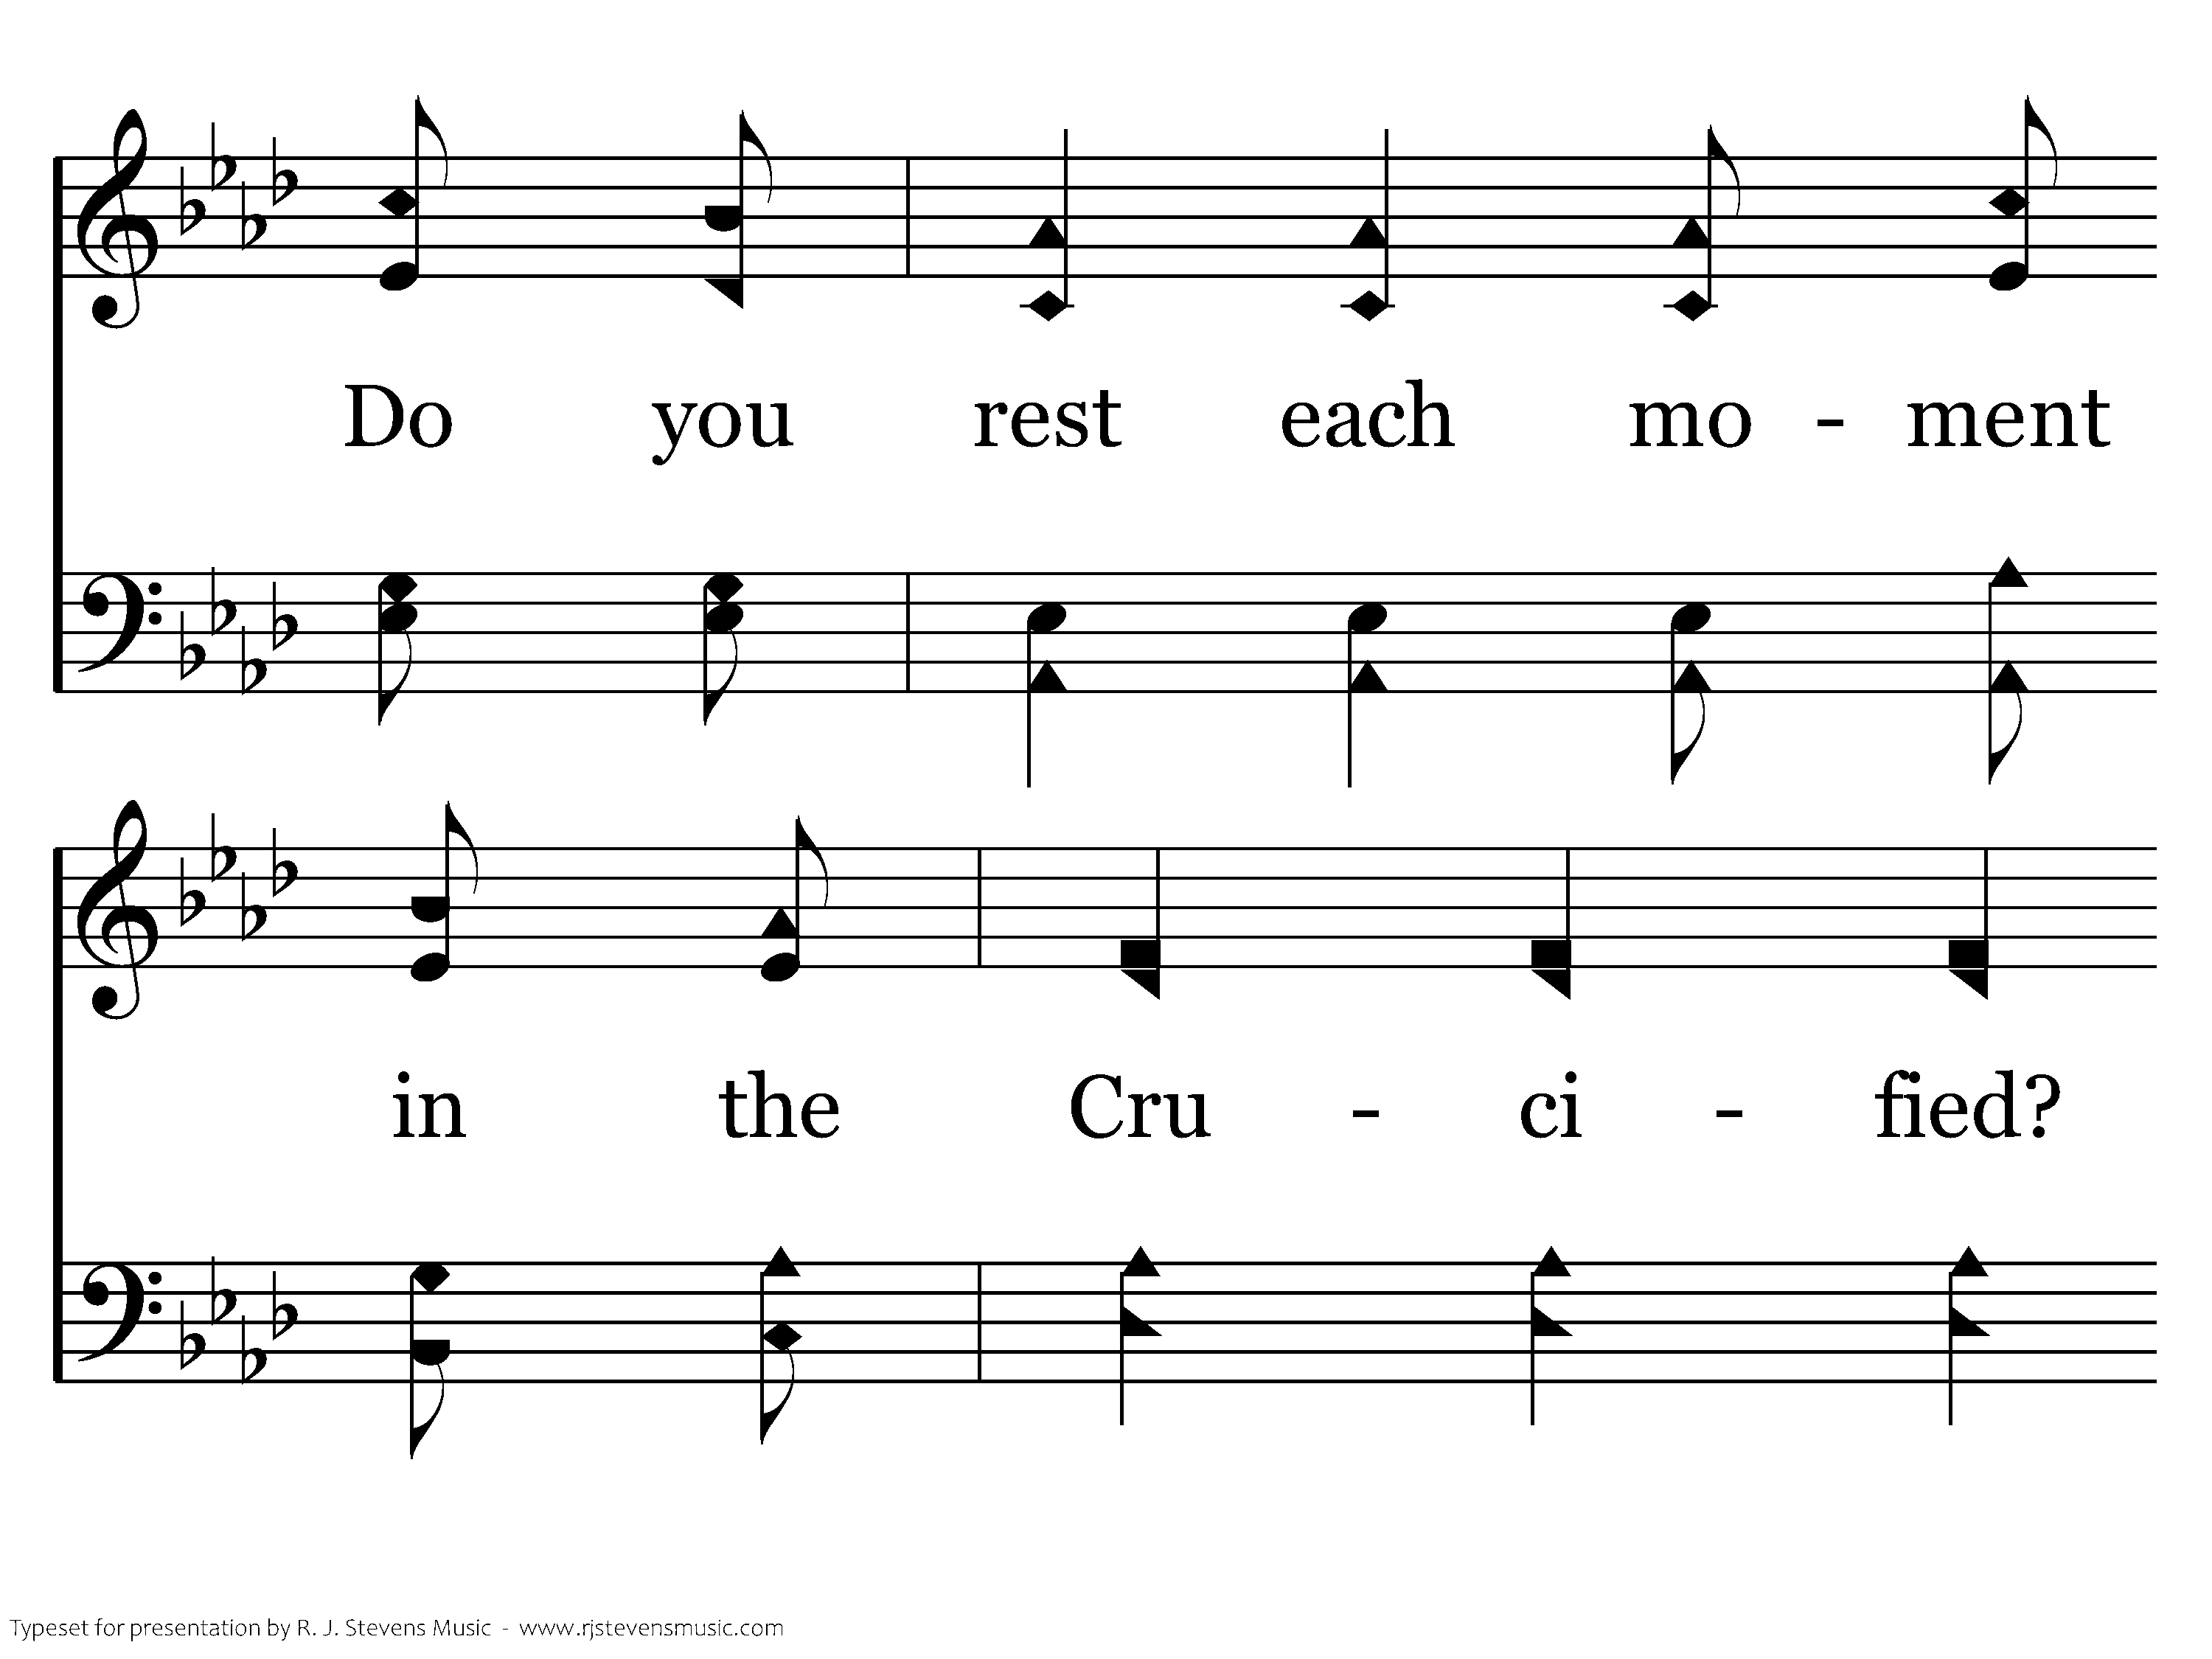 Do you rest each mo - ment
in the Cru - ci - fied?
Typeset for presentation by R. J. Stevens Music - www.rjstevensmusic.com